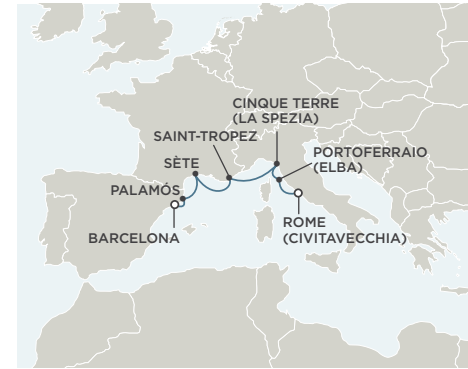 CINQUE TERRE
(LA SPEZIA)
SAINT-TROPEZ
PORTOFERRAIO
(ELBA)
SÈTE
PALAMÓS
BARCELONA
ROME
(CIVITAVECCHIA)